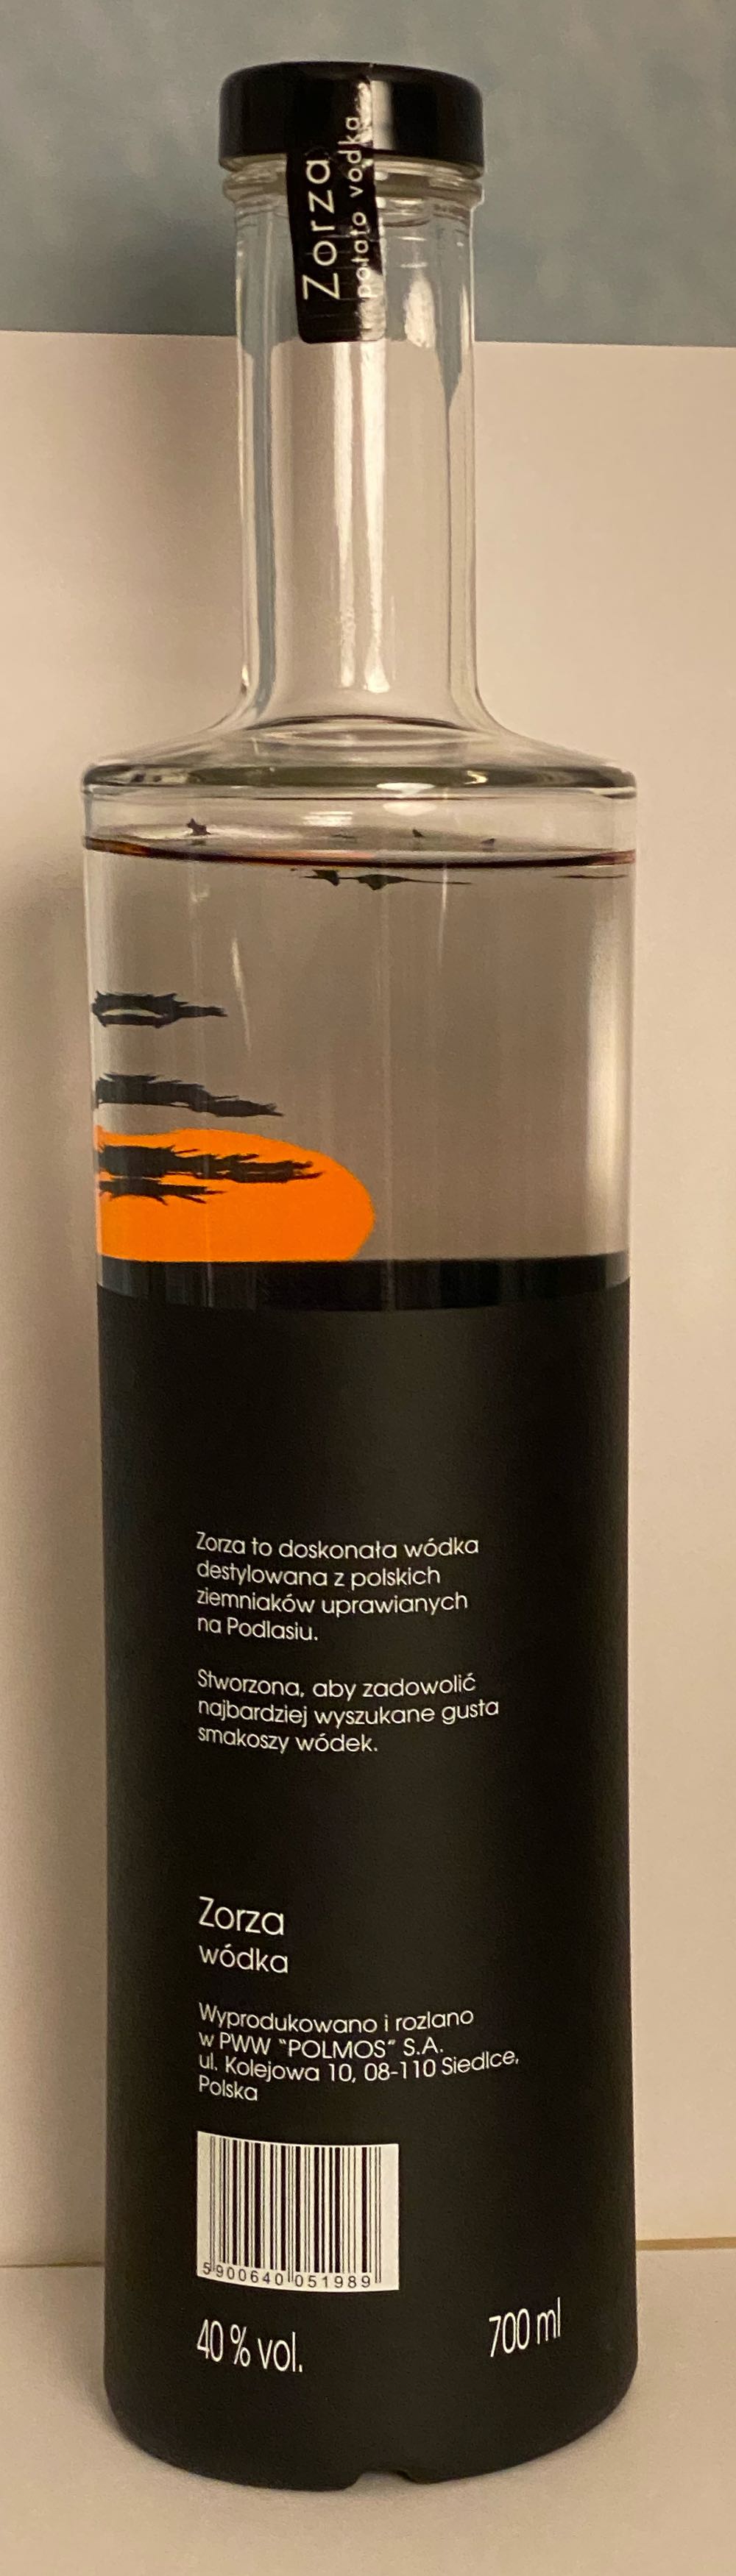 Zorza
potato vodka
Zorza to doskonała wódka
destylowana z polskich
ziemniaków uprawianych
na Podlasiu.
Stworzona, aby zadowolić
najbardziej wyszukane gusta
smakoszy wódek.
Zorza
wódka
Wyprodukowano i rozlano
w PWW "POLMOS" S.A.
ul. Kolejowa 10, 08-110 Siedlce,
Polska
5 900640 051989
40 % vol.
700 ml